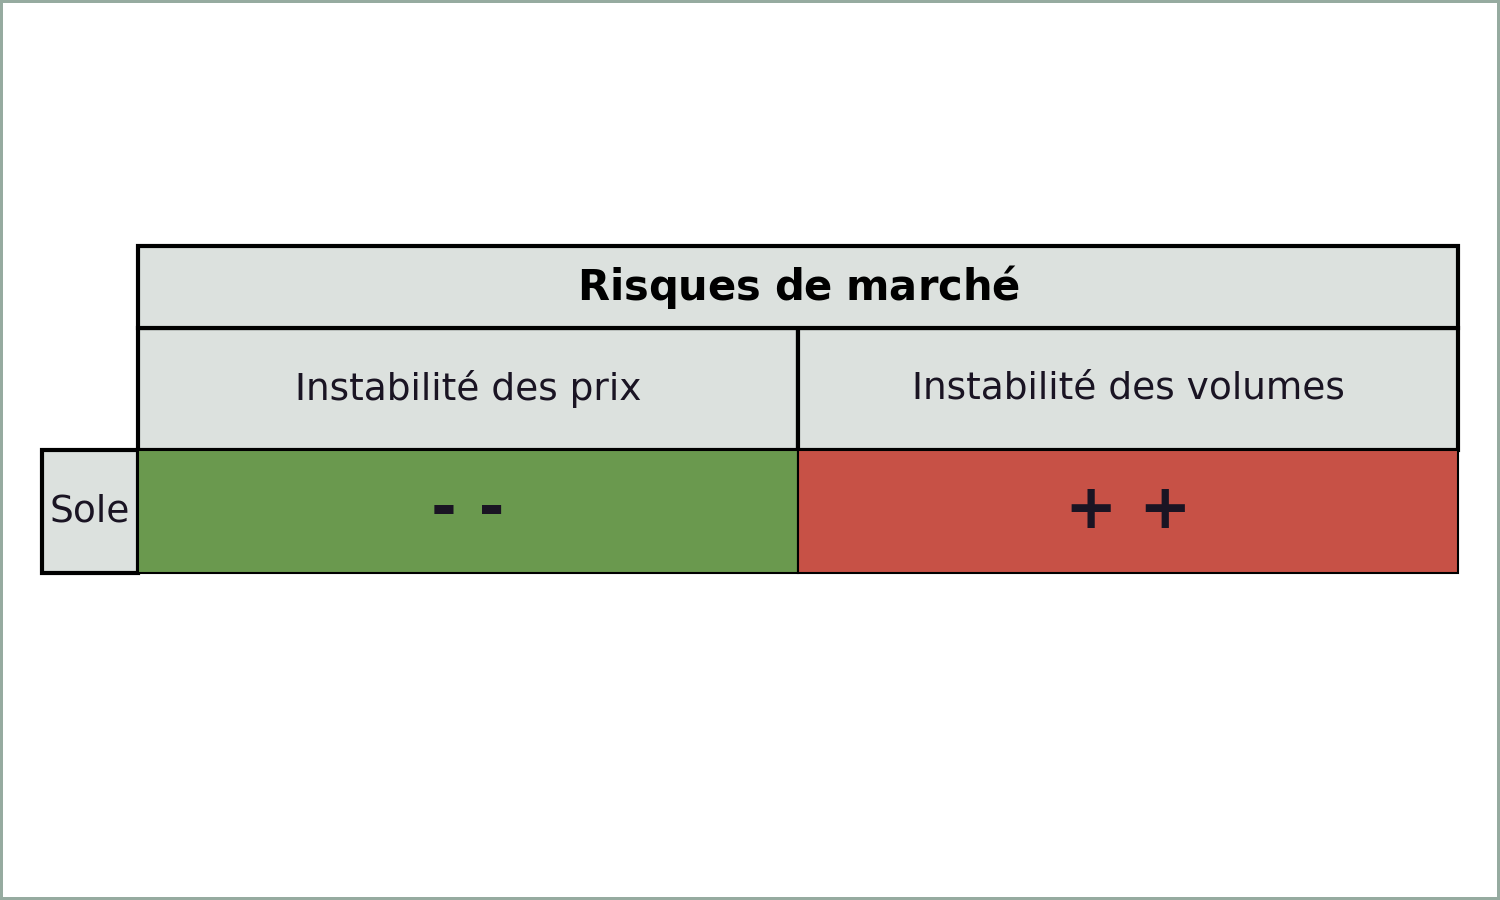 Risques de marché
Instabilité des prix
Instabilité des volumes
Sole
- -
+ +